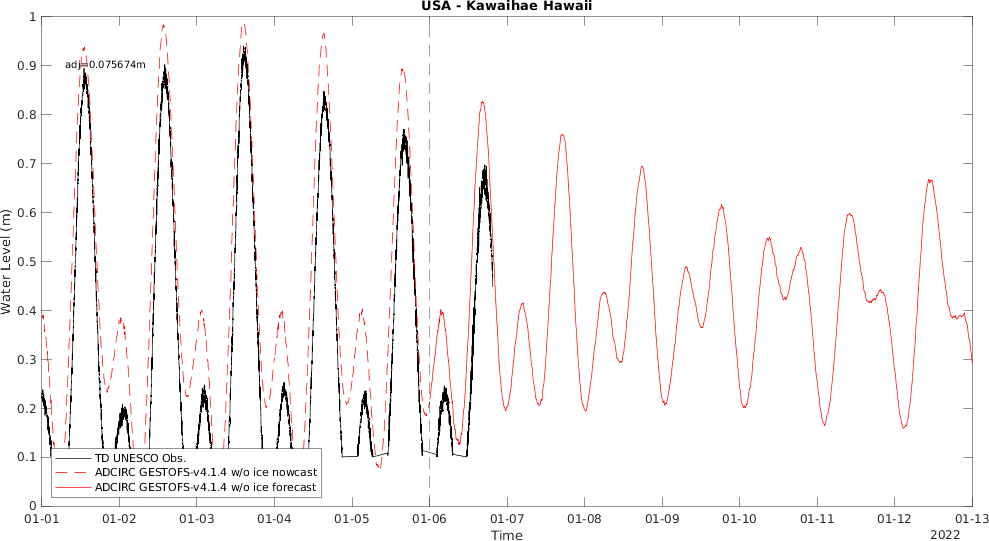 USA - Kawaihae Hawaii
adj=0.075674m
Water Level (m)
1
0.9
0.8
0.7
0.6
0.5
0.4
0.3
0.2
0.1
0
TD UNESCO Obs.
ADCIRC GESTOFS-v4.1.4 w/o ice nowcast
ADCIRC GESTOFS-v4.1.4 w/o ice forecast
01-01 01-02 01-03 01-04 01-05 01-06 01-07 01-08 01-09 01-10 01-11 01-12 01-13
Time
2022